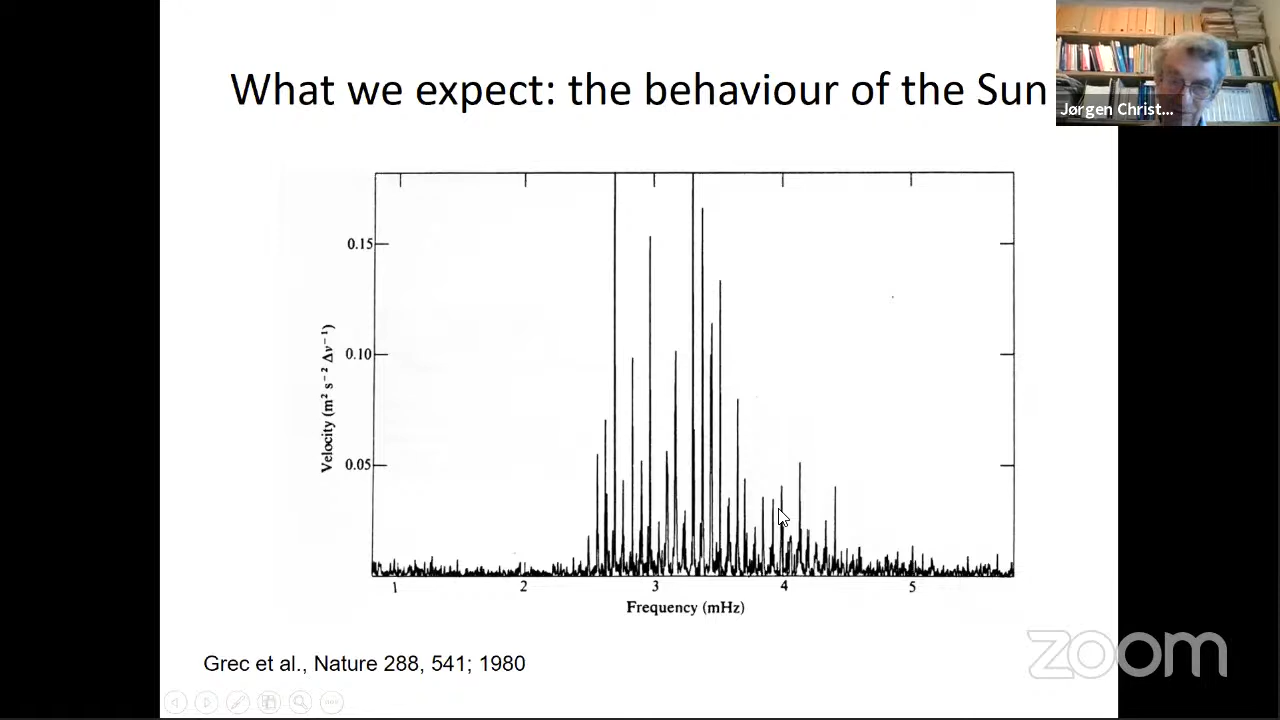 What we expect: the behaviour of the Sun
Jørgen Christ...
0.15
0.10
0.05
Velocity (m² s⁻² Δν⁻¹)
1 2 3 4 5
Frequency (mHz)
Grec et al., Nature 288, 541; 1980
zoom